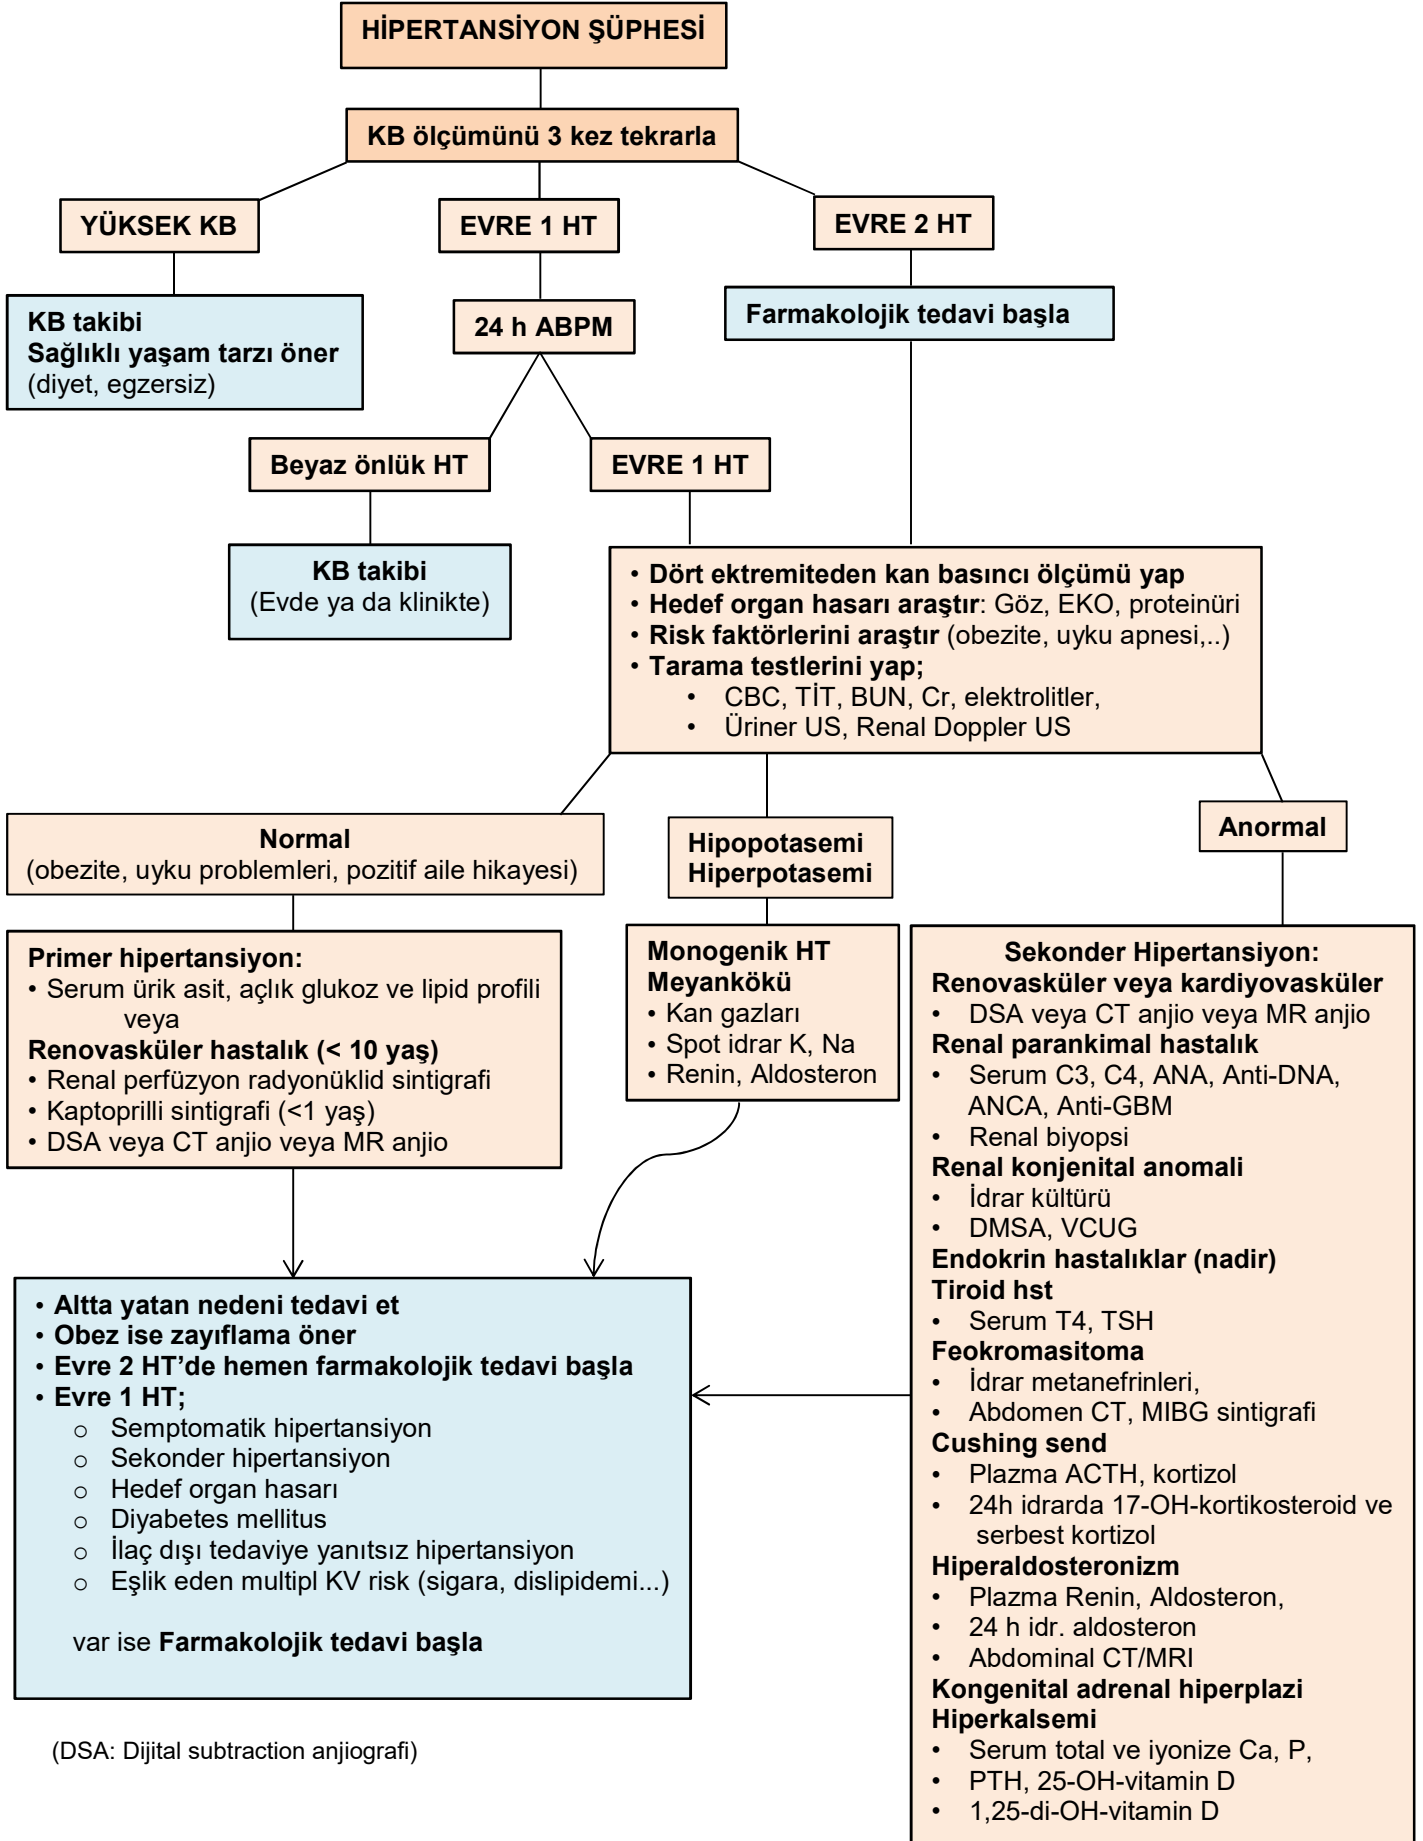 HİPERTANSİYON ŞÜPHESİ
KB ölçümünü 3 kez tekrarla
YÜKSEK KB
EVRE 1 HT
EVRE 2 HT
KB takibi
Sağlıklı yaşam tarzı öner
(diyet, egzersiz)
24 h ABPM
Farmakolojik tedavi başla
Beyaz önlük HT
EVRE 1 HT
KB takibi
(Evde ya da klinikte)
• Dört ektremiteden kan basıncı ölçümü yap
• Hedef organ hasarı araştır: Göz, EKO, proteinüri
• Risk faktörlerini araştır (obezite, uyku apnesi,..)
• Tarama testlerini yap;
• CBC, TİT, BUN, Cr, elektrolitler,
• Üriner US, Renal Doppler US
Normal
(obezite, uyku problemleri, pozitif aile hikayesi)
Hipopotasemi
Hiperpotasemi
Anormal
Primer hipertansiyon:
• Serum ürik asit, açlık glukoz ve lipid profili
veya
Renovasküler hastalık (< 10 yaş)
• Renal perfüzyon radyonüklid sintigrafi
• Kaptoprilli sintigrafi (<1 yaş)
• DSA veya CT anjio veya MR anjio
Monogenik HT
Meyankökü
• Kan gazları
• Spot idrar K, Na
• Renin, Aldosteron
Sekonder Hipertansiyon:
Renovasküler veya kardiyovasküler
• DSA veya CT anjio veya MR anjio
Renal parankimal hastalık
• Serum C3, C4, ANA, Anti-DNA,
ANCA, Anti-GBM
• Renal biyopsi
Renal konjenital anomali
• İdrar kültürü
• DMSA, VCUG
Endokrin hastalıklar (nadir)
Tiroid hst
• Serum T4, TSH
Feokromasitoma
• İdrar metanefrinleri,
• Abdomen CT, MIBG sintigrafi
Cushing send
• Plazma ACTH, kortizol
• 24h idrarda 17-OH-kortikosteroid ve
serbest kortizol
Hiperaldosteronizm
• Plazma Renin, Aldosteron,
• 24 h idr. aldosteron
• Abdominal CT/MRI
Kongenital adrenal hiperplazi
Hiperkalsemi
• Serum total ve iyonize Ca, P,
• PTH, 25-OH-vitamin D
• 1,25-di-OH-vitamin D
• Altta yatan nedeni tedavi et
• Obez ise zayıflama öner
• Evre 2 HT’de hemen farmakolojik tedavi başla
• Evre 1 HT;
o Semptomatik hipertansiyon
o Sekonder hipertansiyon
o Hedef organ hasarı
o Diyabetes mellitus
o İlaç dışı tedaviye yanıtsız hipertansiyon
o Eşlik eden multipl KV risk (sigara, dislipidemi...)
var ise Farmakolojik tedavi başla
(DSA: Dijital subtraction anjiografi)